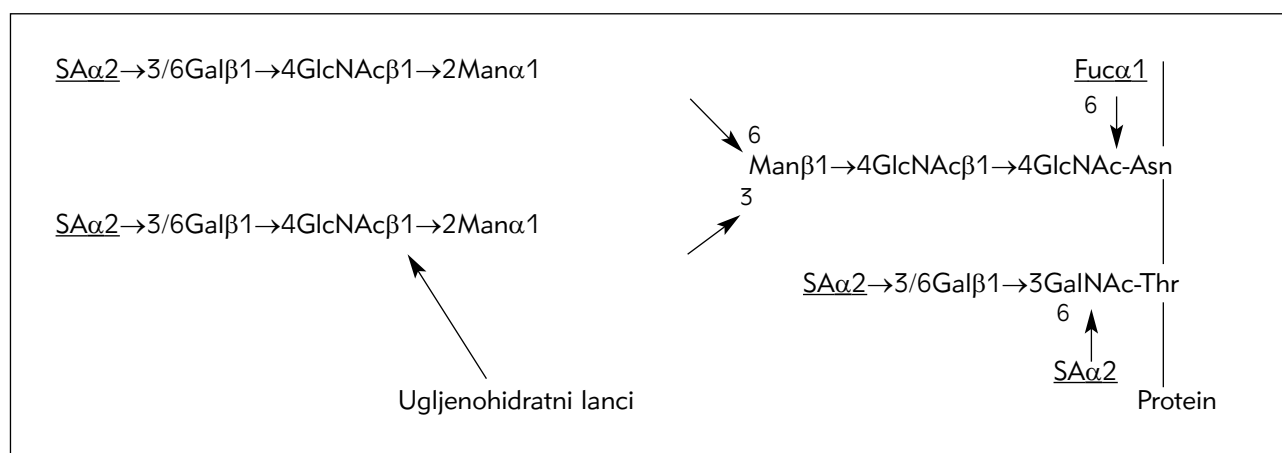 SAα2→3/6Galβ1→4GlcNAcβ1→2Manα1
Fucα1
6
6
Manβ1→4GlcNAcβ1→4GlcNAc-Asn
3
SAα2→3/6Galβ1→4GlcNAcβ1→2Manα1
SAα2→3/6Galβ1→3GalNAc-Thr
6
SAα2
Ugljenohidratni lanci
Protein